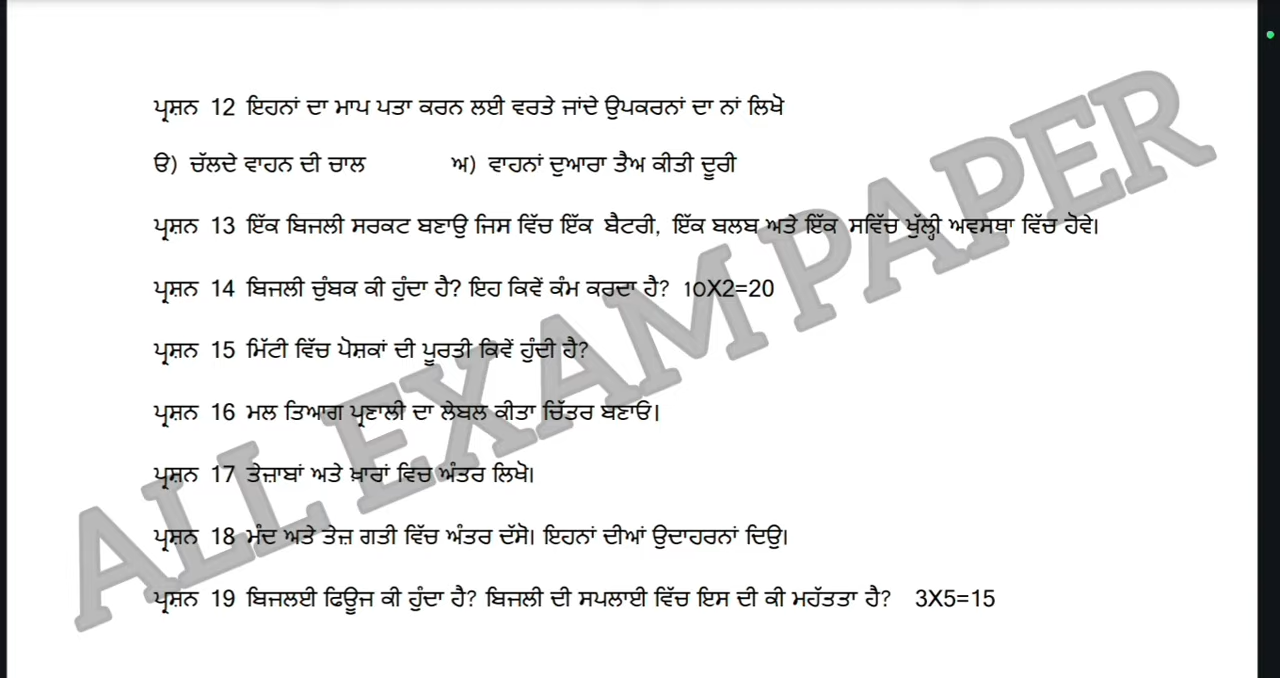 ਪ੍ਰਸ਼ਨ 12 ਇਹਨਾਂ ਦਾ ਮਾਪ ਪਤਾ ਕਰਨ ਲਈ ਵਰਤੇ ਜਾਂਦੇ ਉਪਕਰਨਾਂ ਦਾ ਨਾਂ ਲਿਖੋ
ੳ) ਚੱਲਦੇ ਵਾਹਨ ਦੀ ਚਾਲ ਅ) ਵਾਹਨਾਂ ਦੁਆਰਾ ਤੈਅ ਕੀਤੀ ਦੂਰੀ
ਪ੍ਰਸ਼ਨ 13 ਇੱਕ ਬਿਜਲੀ ਸਰਕਟ ਬਣਾਉ ਜਿਸ ਵਿੱਚ ਇੱਕ ਬੈਟਰੀ, ਇੱਕ ਬਲਬ ਅਤੇ ਇੱਕ ਸਵਿੱਚ ਖੁੱਲ੍ਹੀ ਅਵਸਥਾ ਵਿੱਚ ਹੋਵੇ।
ਪ੍ਰਸ਼ਨ 14 ਬਿਜਲੀ ਚੁੰਬਕ ਕੀ ਹੁੰਦਾ ਹੈ? ਇਹ ਕਿਵੇਂ ਕੰਮ ਕਰਦਾ ਹੈ? 10X2=20
ਪ੍ਰਸ਼ਨ 15 ਮਿੱਟੀ ਵਿੱਚ ਪੋਸ਼ਕਾਂ ਦੀ ਪੂਰਤੀ ਕਿਵੇਂ ਹੁੰਦੀ ਹੈ?
ਪ੍ਰਸ਼ਨ 16 ਮਲ ਤਿਆਗ ਪ੍ਰਣਾਲੀ ਦਾ ਲੇਬਲ ਕੀਤਾ ਚਿੱਤਰ ਬਣਾਓ।
ਪ੍ਰਸ਼ਨ 17 ਤੇਜ਼ਾਬਾਂ ਅਤੇ ਖ਼ਾਰਾਂ ਵਿਚ ਅੰਤਰ ਲਿਖੋ।
ਪ੍ਰਸ਼ਨ 18 ਮੰਦ ਅਤੇ ਤੇਜ਼ ਗਤੀ ਵਿੱਚ ਅੰਤਰ ਦੱਸੋ। ਇਹਨਾਂ ਦੀਆਂ ਉਦਾਹਰਨਾਂ ਦਿਉ।
ਪ੍ਰਸ਼ਨ 19 ਬਿਜਲਈ ਫਿਊਜ ਕੀ ਹੁੰਦਾ ਹੈ? ਬਿਜਲੀ ਦੀ ਸਪਲਾਈ ਵਿੱਚ ਇਸ ਦੀ ਕੀ ਮਹੱਤਤਾ ਹੈ? 3X5=15
ALL EXAM PAPER